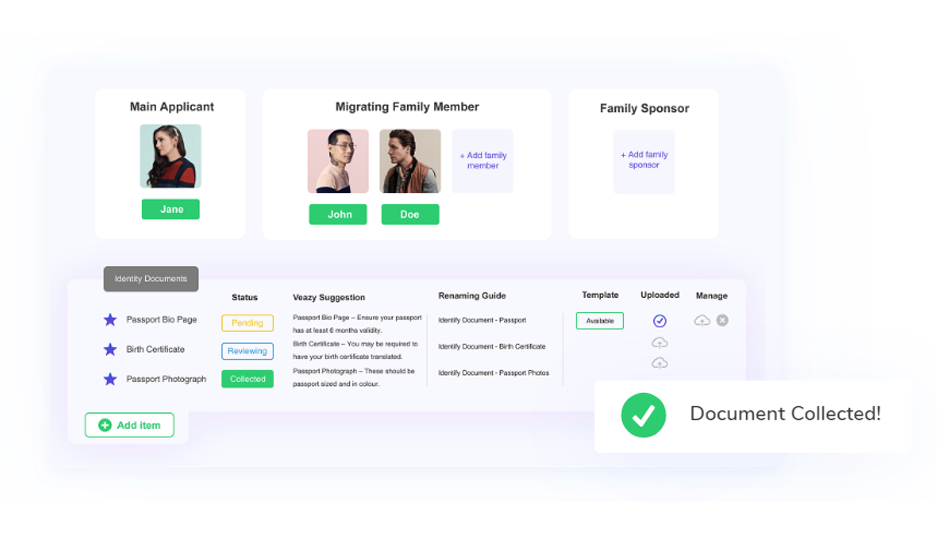 Main Applicant
Migrating Family Member
Family Sponsor
+ Add family
member
+ Add family
sponsor
Jane
John
Doe
Identity Documents
Status
Veazy Suggestion
Renaming Guide
Template
Uploaded
Manage
Passport Bio Page
Pending
Passport Bio Page – Ensure your passport
has at least 6 months validity.
Identify Document - Passport
Available
Birth Certificate
Reviewing
Birth Certificate – You may be required to
have your birth certificate translated.
Identify Document - Birth Certificate
Passport Photograph
Collected
Passport Photograph – These should be
passport sized and in colour.
Identify Document - Passport Photos
Add item
Document Collected!